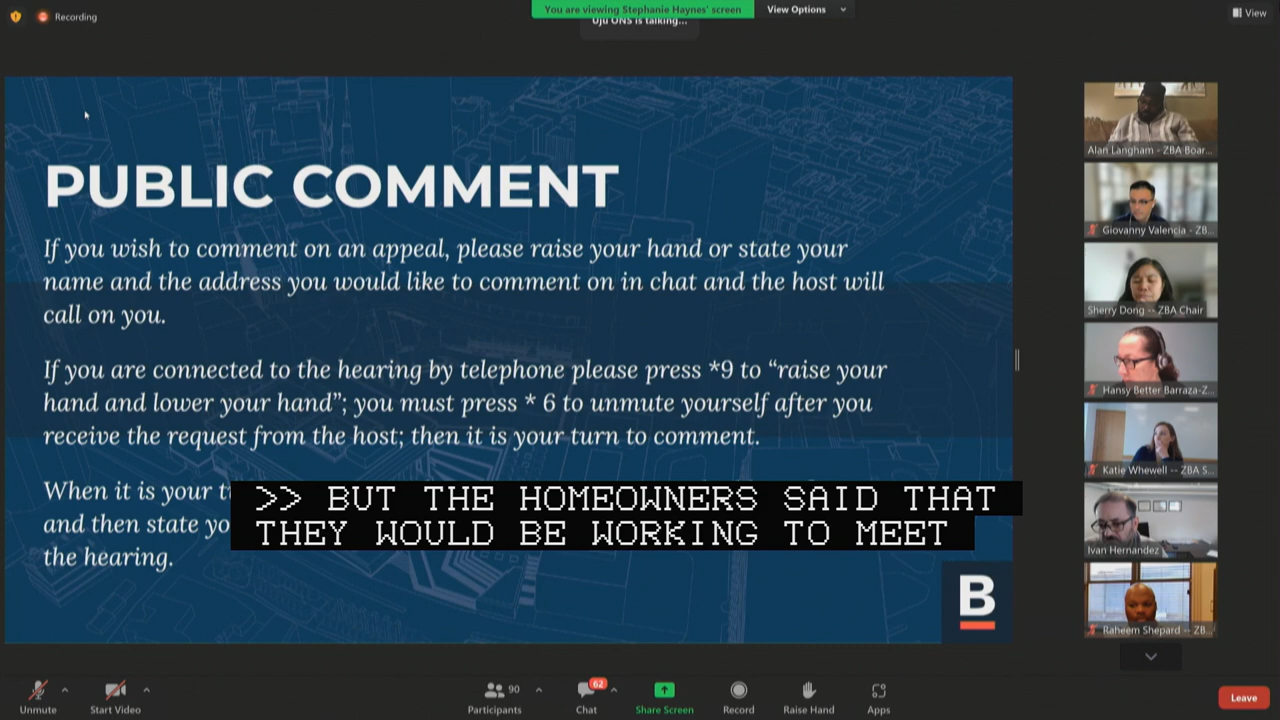 Recording
You are viewing Stephanie Haynes' screen
View Options
View
Uju ONS is talking...
PUBLIC COMMENT
If you wish to comment on an appeal, please raise your hand or state your
name and the address you would like to comment on in chat and the host will
call on you.
If you are connected to the hearing by telephone please press *9 to “raise your
hand and lower your hand”; you must press * 6 to unmute yourself after you
receive the request from the host; then it is your turn to comment.
When it is your
and then state
the hearing.
>> BUT THE HOMEOWNERS SAID THAT
THEY WOULD BE WORKING TO MEET
B
Alan Langham - ZBA Boar...
Giovanny Valencia - ZB...
Sherry Dong -- ZBA Chair
Hansy Better Barraza-Z...
Katie Whewell -- ZBA S...
Ivan Hernandez
Raheem Shepard -- ZB...
Unmute
Start Video
90
Participants
62
Chat
Share Screen
Record
Raise Hand
Apps
Leave